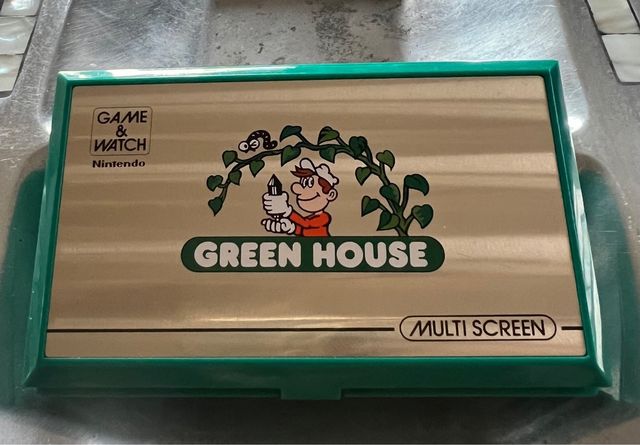 GAME
&
WATCH
Nintendo
GREEN HOUSE
MULTI SCREEN